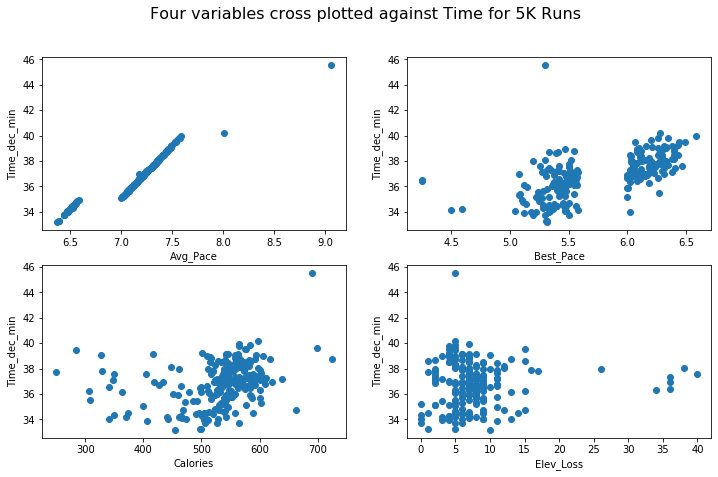 Four variables cross plotted against Time for 5K Runs
46
44
42
40
38
36
34
Time_dec_min
6.5 7.0 7.5 8.0 8.5 9.0
Avg_Pace
46
44
42
40
38
36
34
Time_dec_min
4.5 5.0 5.5 6.0 6.5
Best_Pace
46
44
42
40
38
36
34
Time_dec_min
300 400 500 600 700
Calories
46
44
42
40
38
36
34
Time_dec_min
0 5 10 15 20 25 30 35 40
Elev_Loss